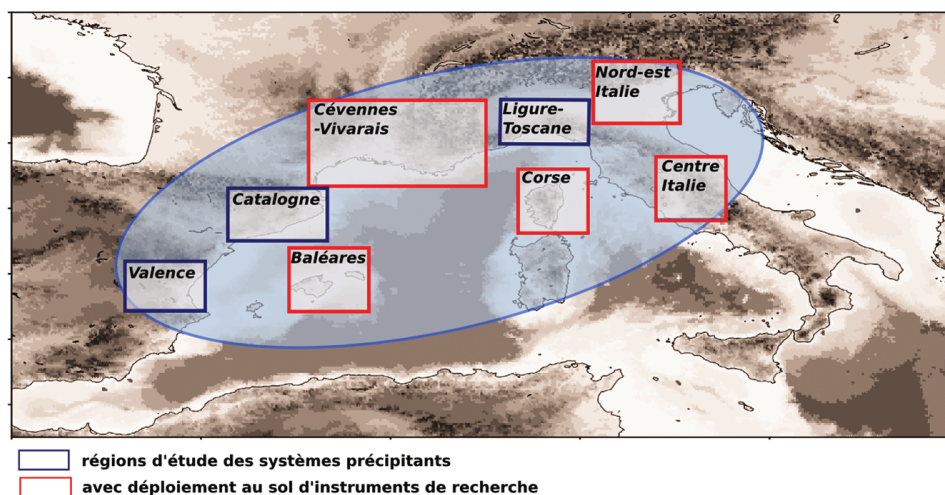 Nord-est
Italie
Cévennes
-Vivarais
Ligure-
Toscane
Centre
Italie
Corse
Catalogne
Baléares
Valence
régions d'étude des systèmes précipitants
avec déploiement au sol d'instruments de recherche